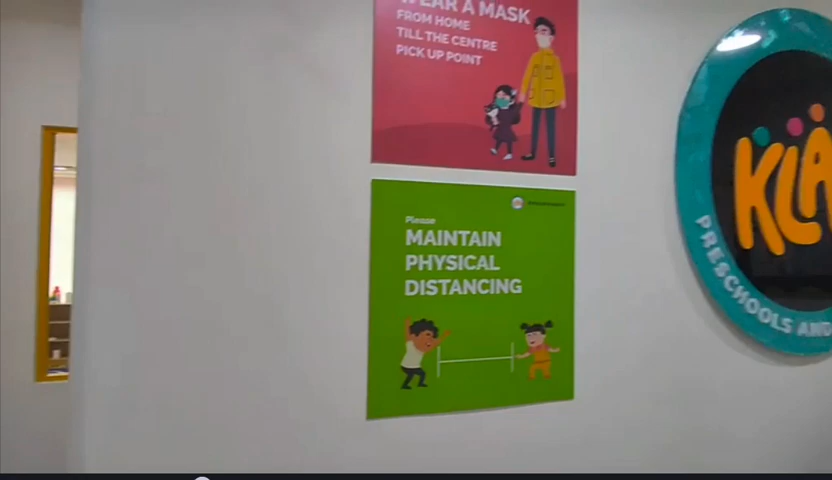 WEAR A MASK
FROM HOME
TILL THE CENTRE
PICK UP POINT
Please
MAINTAIN
PHYSICAL
DISTANCING
KLA
PRESCHOOLS AND